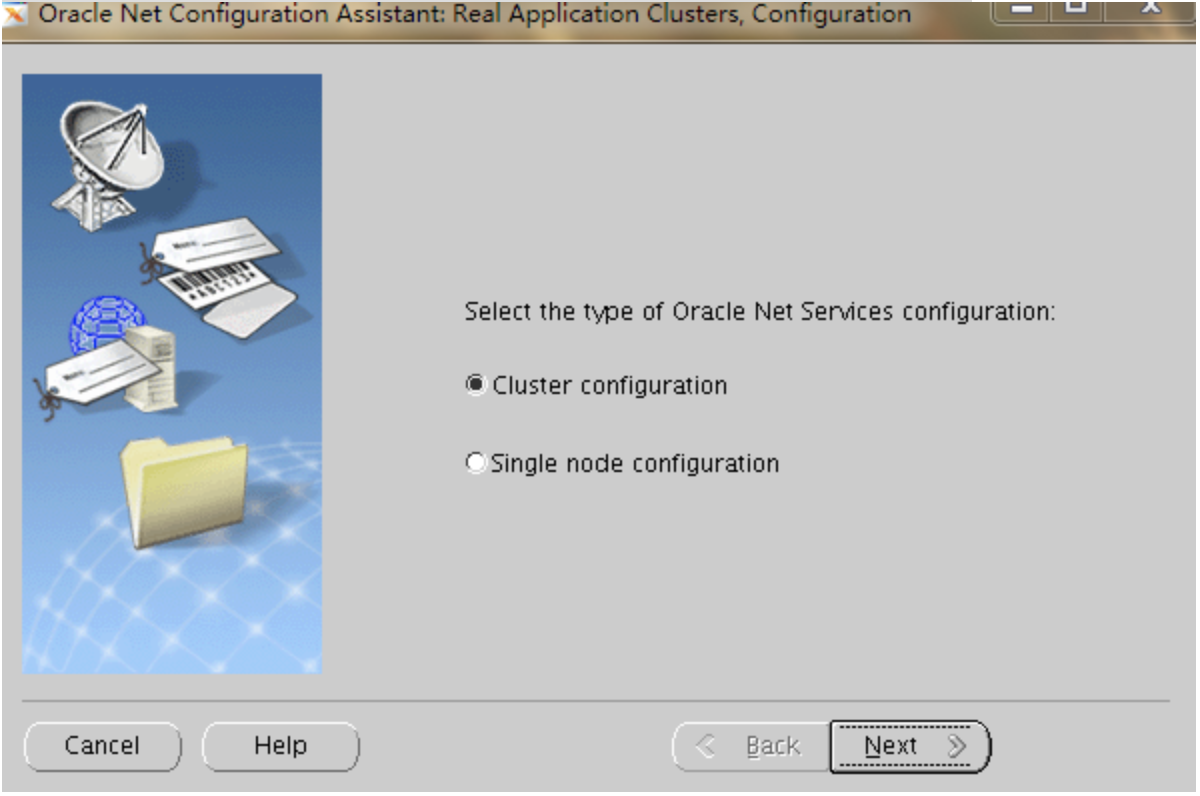 Oracle Net Configuration Assistant: Real Application Clusters, Configuration
*ABC123*
Select the type of Oracle Net Services configuration:
Cluster configuration
Single node configuration
Cancel
Help
Back
Next